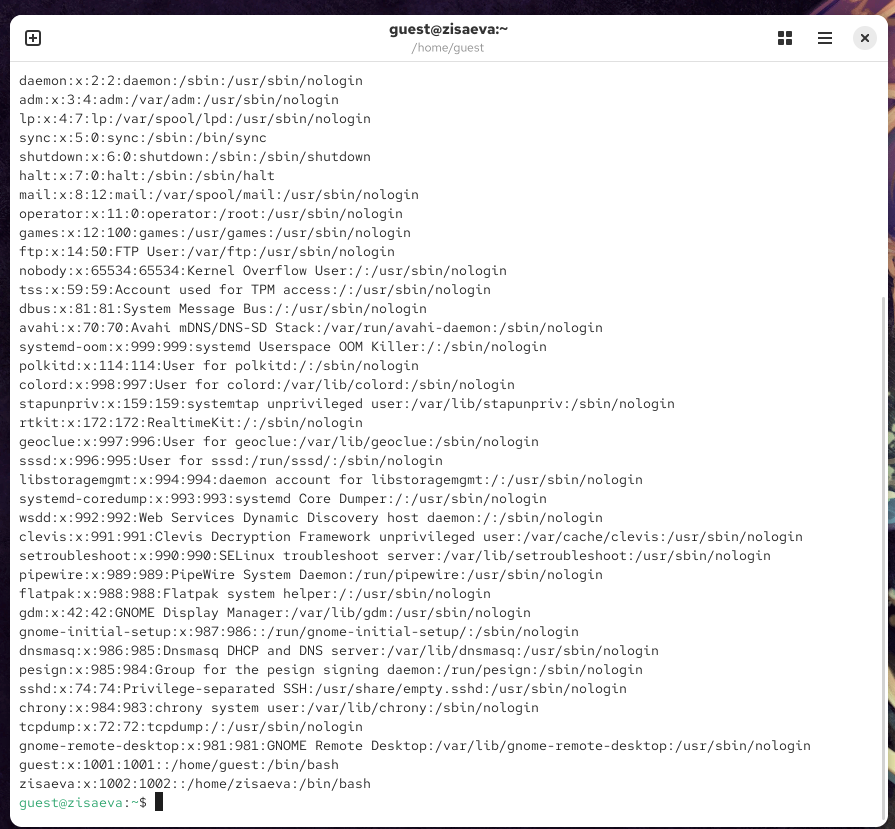 guest@zisaeva:~
/home/guest
daemon:x:2:2:daemon:/sbin:/usr/sbin/nologin
adm:x:3:4:adm:/var/adm:/usr/sbin/nologin
lp:x:4:7:lp:/var/spool/lpd:/usr/sbin/nologin
sync:x:5:0:sync:/sbin:/bin/sync
shutdown:x:6:0:shutdown:/sbin:/sbin/shutdown
halt:x:7:0:halt:/sbin:/sbin/halt
mail:x:8:12:mail:/var/spool/mail:/usr/sbin/nologin
operator:x:11:0:operator:/root:/usr/sbin/nologin
games:x:12:100:games:/usr/games:/usr/sbin/nologin
ftp:x:14:50:FTP User:/var/ftp:/usr/sbin/nologin
nobody:x:65534:65534:Kernel Overflow User:/:/usr/sbin/nologin
tss:x:59:59:Account used for TPM access:/:/usr/sbin/nologin
dbus:x:81:81:System Message Bus:/:/usr/sbin/nologin
avahi:x:70:70:Avahi mDNS/DNS-SD Stack:/var/run/avahi-daemon:/sbin/nologin
systemd-oom:x:999:999:systemd Userspace OOM Killer:/:/sbin/nologin
polkitd:x:114:114:User for polkitd:/:/sbin/nologin
colord:x:998:997:User for colord:/var/lib/colord:/sbin/nologin
stapunpriv:x:159:159:systemtap unprivileged user:/var/lib/stapunpriv:/sbin/nologin
rtkit:x:172:172:RealtimeKit:/:/sbin/nologin
geoclue:x:997:996:User for geoclue:/var/lib/geoclue:/sbin/nologin
sssd:x:996:995:User for sssd:/run/sssd/:/sbin/nologin
libstoragemgmt:x:994:994:daemon account for libstoragemgmt:/:/usr/sbin/nologin
systemd-coredump:x:993:993:systemd Core Dumper:/:/usr/sbin/nologin
wsdd:x:992:992:Web Services Dynamic Discovery host daemon:/:/sbin/nologin
clevis:x:991:991:Clevis Decryption Framework unprivileged user:/var/cache/clevis:/usr/sbin/nologin
setroubleshoot:x:990:990:SELinux troubleshoot server:/var/lib/setroubleshoot:/usr/sbin/nologin
pipewire:x:989:989:PipeWire System Daemon:/run/pipewire:/usr/sbin/nologin
flatpak:x:988:988:Flatpak system helper:/:/usr/sbin/nologin
gdm:x:42:42:GNOME Display Manager:/var/lib/gdm:/usr/sbin/nologin
gnome-initial-setup:x:987:986::/run/gnome-initial-setup/:/sbin/nologin
dnsmasq:x:986:985:Dnsmasq DHCP and DNS server:/var/lib/dnsmasq:/usr/sbin/nologin
pesign:x:985:984:Group for the pesign signing daemon:/run/pesign:/sbin/nologin
sshd:x:74:74:Privilege-separated SSH:/usr/share/empty.sshd:/usr/sbin/nologin
chrony:x:984:983:chrony system user:/var/lib/chrony:/sbin/nologin
tcpdump:x:72:72:tcpdump:/:/usr/sbin/nologin
gnome-remote-desktop:x:981:981:GNOME Remote Desktop:/var/lib/gnome-remote-desktop:/usr/sbin/nologin
guest:x:1001:1001::/home/guest:/bin/bash
zisaeva:x:1002:1002::/home/zisaeva:/bin/bash
guest@zisaeva:~$